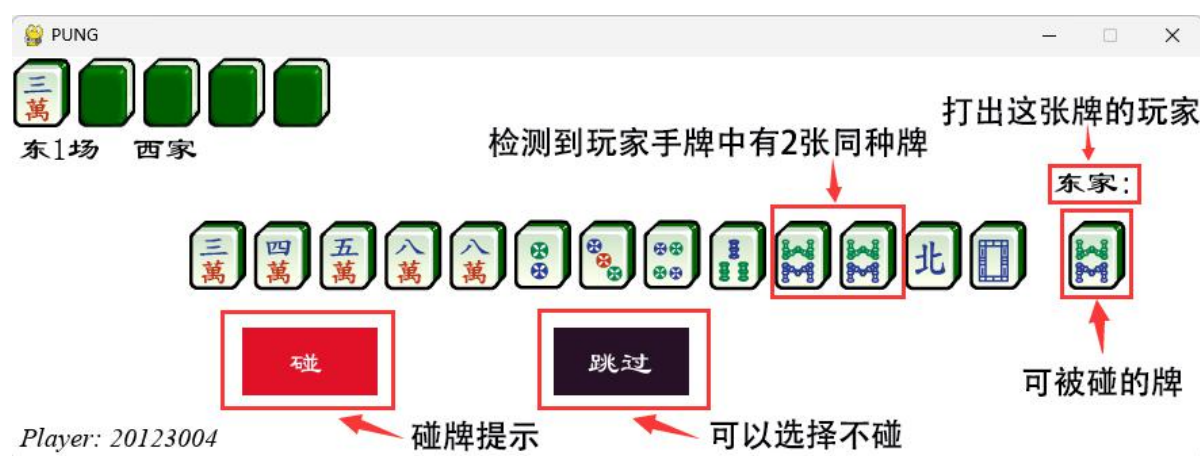 PUNG
三萬
东1场 西家
打出这张牌的玩家
检测到玩家手牌中有2张同种牌
东家:
三萬 四萬 五萬 八萬 八萬 北
碰
跳过
可被碰的牌
碰牌提示
可以选择不碰
Player: 20123004